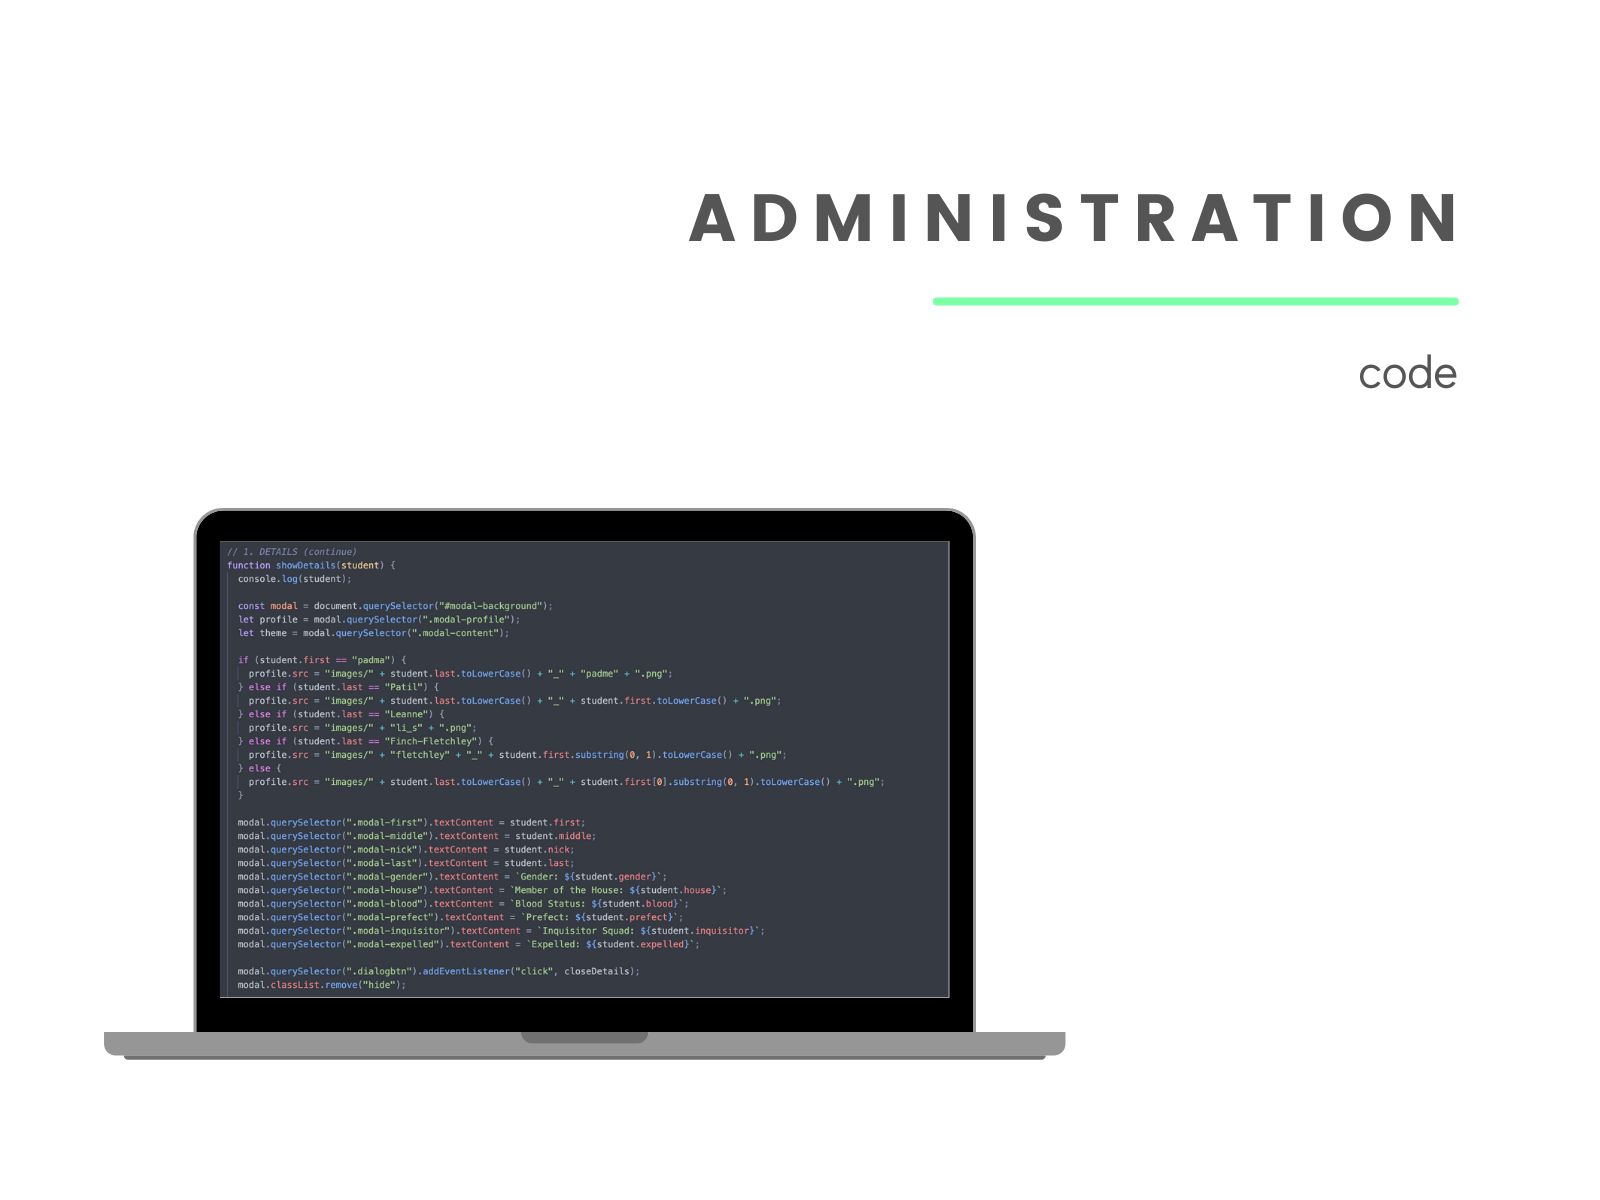 ADMINISTRATION
code
// 1. DETAILS (continue)
function showDetails(student) {
console.log(student);
const modal = document.querySelector("#modal-background");
let profile = modal.querySelector(".modal-profile");
let theme = modal.querySelector(".modal-content");
if (student.first == "padma") {
profile.src = "images/" + student.last.toLowerCase() + "_" + "padme" + ".png";
} else if (student.last == "Patil") {
profile.src = "images/" + student.last.toLowerCase() + "_" + student.first.toLowerCase() + ".png";
} else if (student.last == "Leanne") {
profile.src = "images/" + "li_s" + ".png";
} else if (student.last == "Finch-Fletchley") {
profile.src = "images/" + "fletchley" + "_" + student.first.substring(0, 1).toLowerCase() + ".png";
} else {
profile.src = "images/" + student.last.toLowerCase() + "_" + student.first[0].substring(0, 1).toLowerCase() + ".png";
}
modal.querySelector(".modal-first").textContent = student.first;
modal.querySelector(".modal-middle").textContent = student.middle;
modal.querySelector(".modal-nick").textContent = student.nick;
modal.querySelector(".modal-last").textContent = student.last;
modal.querySelector(".modal-gender").textContent = `Gender: ${student.gender}`;
modal.querySelector(".modal-house").textContent = `Member of the House: ${student.house}`;
modal.querySelector(".modal-blood").textContent = `Blood Status: ${student.blood}`;
modal.querySelector(".modal-prefect").textContent = `Prefect: ${student.prefect}`;
modal.querySelector(".modal-inquisitor").textContent = `Inquisitor Squad: ${student.inquisitor}`;
modal.querySelector(".modal-expelled").textContent = `Expelled: ${student.expelled}`;
modal.querySelector(".dialogbtn").addEventListener("click", closeDetails);
modal.classList.remove("hide");